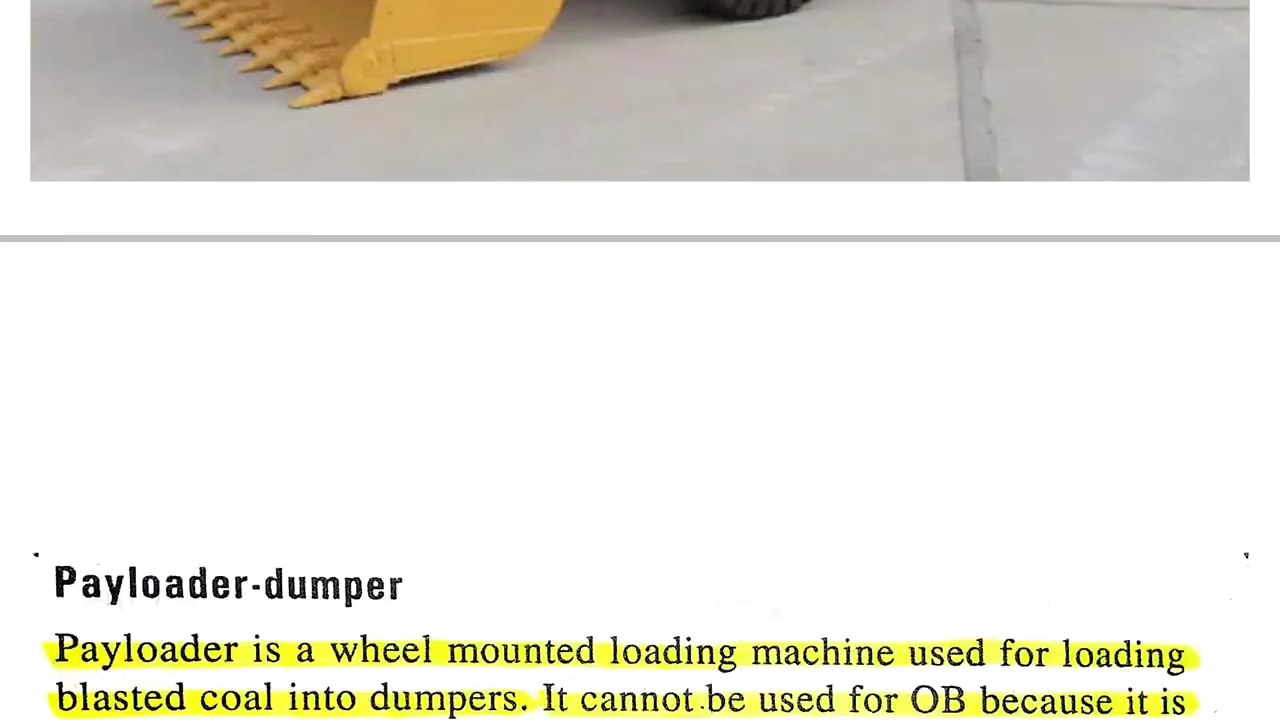 Payloader-dumper
Payloader is a wheel mounted loading machine used for loading
blasted coal into dumpers. It cannot be used for OB because it is